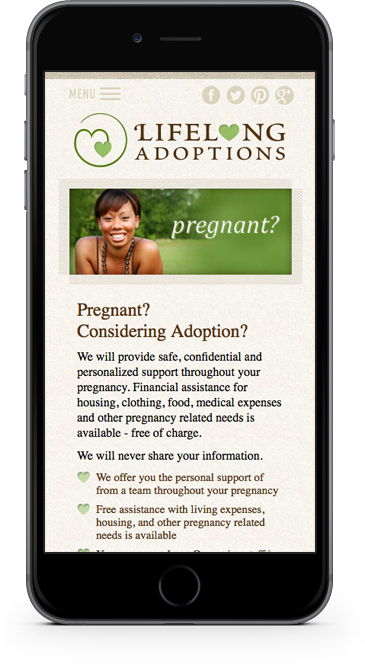 MENU
LIFELONG
ADOPTIONS
pregnant?
Pregnant?
Considering Adoption?
We will provide safe, confidential and
personalized support throughout your
pregnancy. Financial assistance for
housing, clothing, food, medical expenses
and other pregnancy related needs is
available - free of charge.
We will never share your information.
We offer you the personal support of
from a team throughout your pregnancy
Free assistance with living expenses,
housing, and other pregnancy related
needs is available